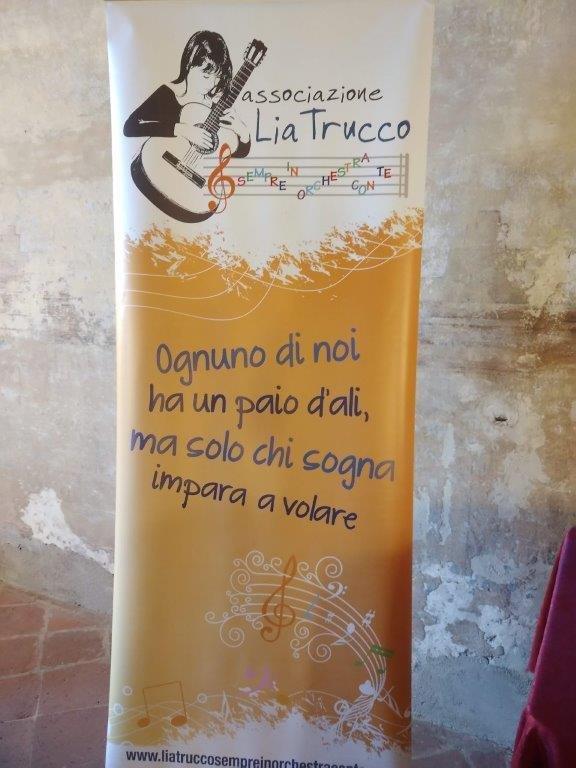 associazione
Lia Trucco
SEMPRE IN ORCHESTRA CON TE
Ognuno di noi
ha un paio d'ali,
ma solo chi sogna
impara a volare